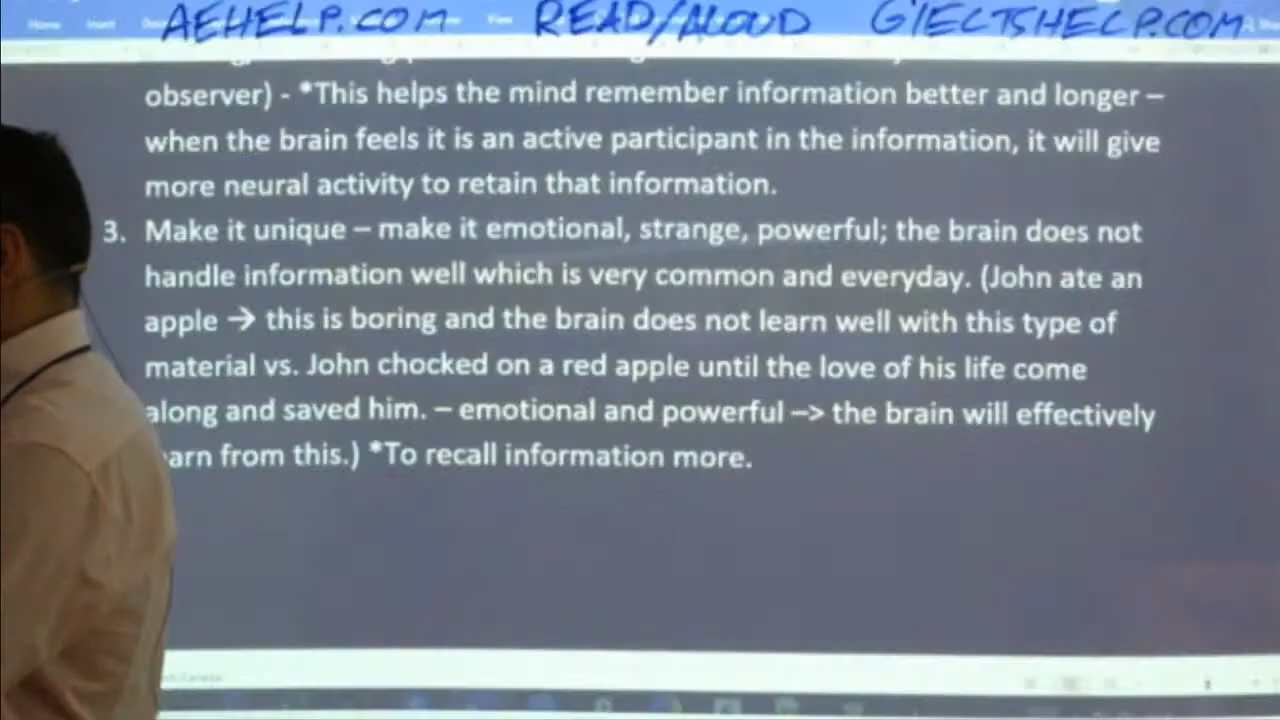 AEHELP.COM READ/ALOUD G/IELTSHELP.COM
observer) - *This helps the mind remember information better and longer –
when the brain feels it is an active participant in the information, it will give
more neural activity to retain that information.
3. Make it unique – make it emotional, strange, powerful; the brain does not
handle information well which is very common and everyday. (John ate an
apple → this is boring and the brain does not learn well with this type of
material vs. John chocked on a red apple until the love of his life come
along and saved him. – emotional and powerful –> the brain will effectively
arn from this.) *To recall information more.